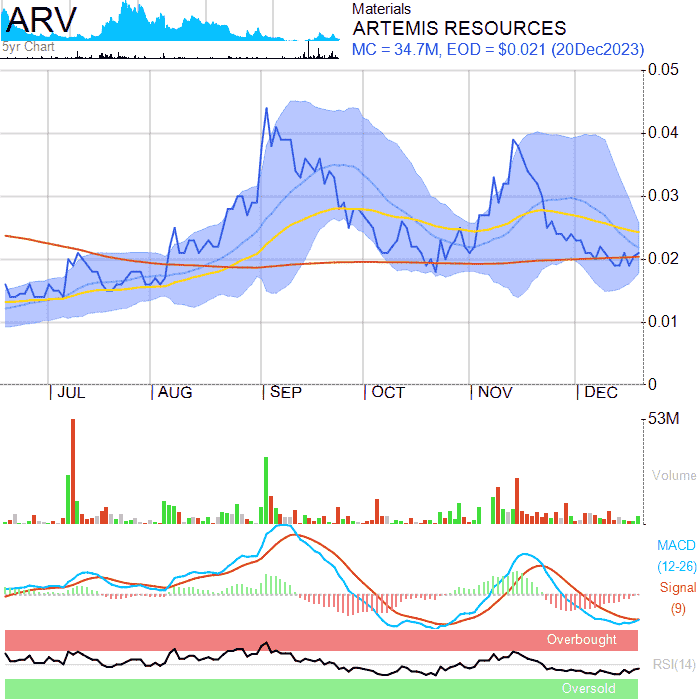 ARV
5yr Chart
Materials
ARTEMIS RESOURCES
MC = 34.7M, EOD = $0.021 (20Dec2023)
0.05
0.04
0.03
0.02
0.01
0
JUL AUG SEP OCT NOV DEC
53M
Volume
MACD
(12-26)
Signal
(9)
Overbought
RSI(14)
Oversold